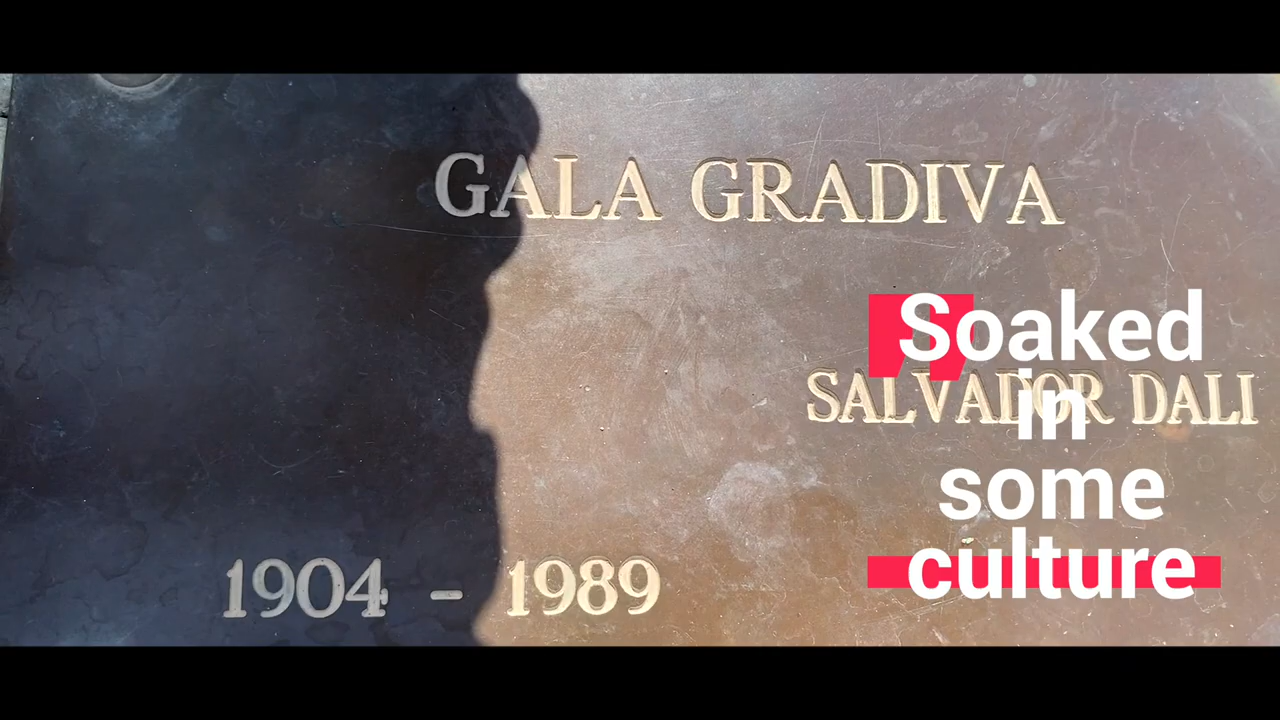 GALA GRADIVA
SALVADOR DALI
1904 - 1989
Soaked
in
some
culture